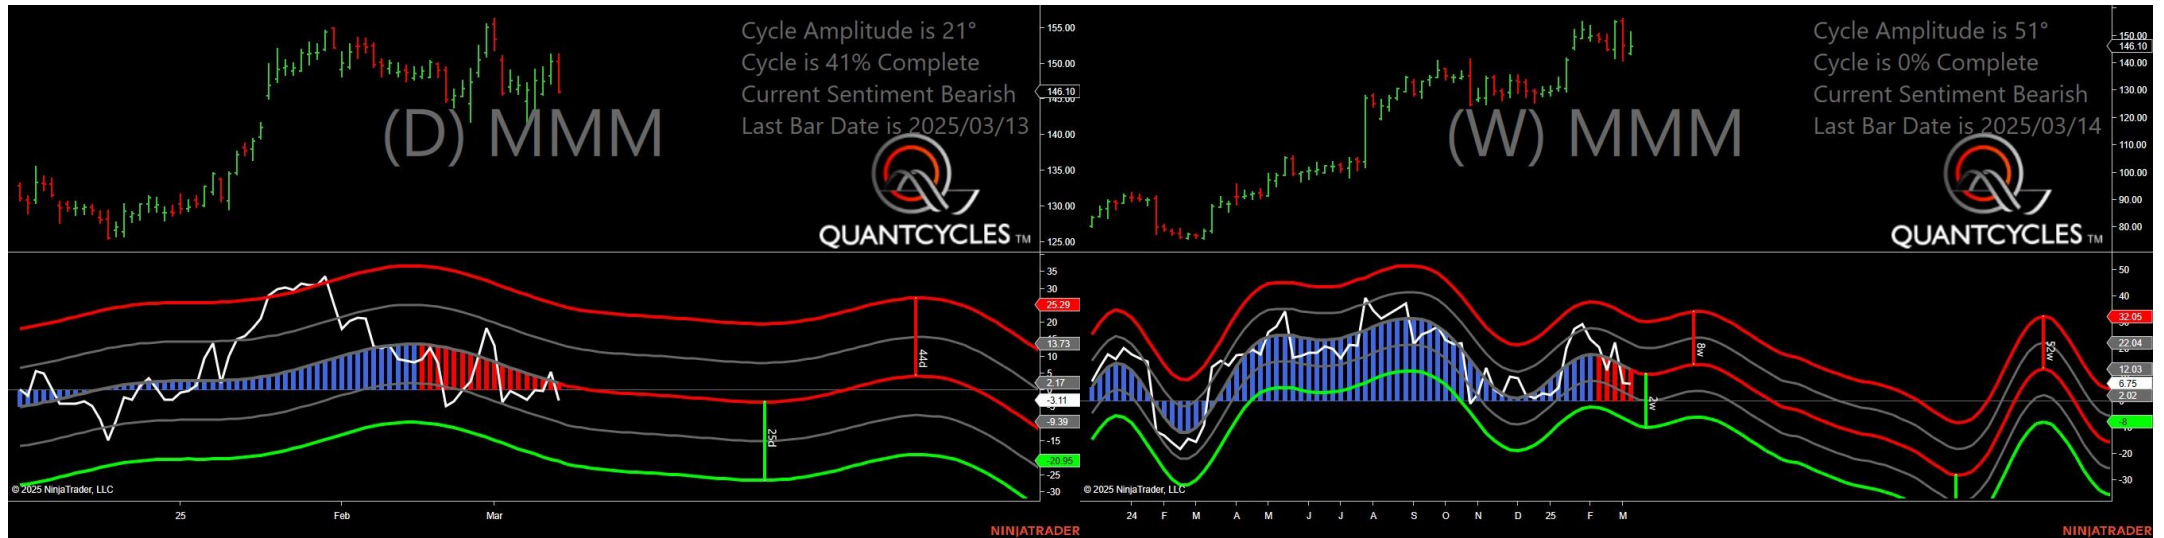 Cycle Amplitude is 21°
Cycle is 41% Complete
Current Sentiment Bearish
Last Bar Date is 2025/03/13
(D) MMM
QUANTCYCLES TM
155.00
150.00
146.10
145.00
140.00
135.00
130.00
125.00
35
30
25.29
20
13.73
10
5
2.17
-3.11
-9.39
-15
-20.95
-25
-30
44d
25d
© 2025 NinjaTrader, LLC
25
Feb
Mar
NINJATRADER
Cycle Amplitude is 51°
Cycle is 0% Complete
Current Sentiment Bearish
Last Bar Date is 2025/03/14
(W) MMM
QUANTCYCLES TM
150.00
146.10
140.00
130.00
120.00
110.00
100.00
90.00
80.00
50
40
32.05
22.04
12.03
6.75
2.02
-8
-20
-30
8w
2w
52w
© 2025 NinjaTrader, LLC
24 F M A M J J A S O N D 25 F M
NINJATRADER